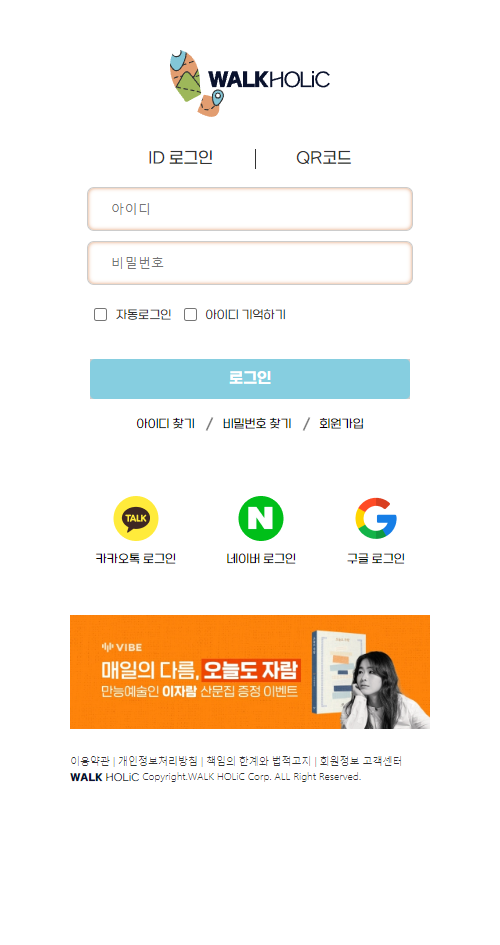 WALKHOLiC
ID 로그인 | QR코드
아이디
비밀번호
자동로그인 아이디 기억하기
로그인
아이디 찾기 / 비밀번호 찾기 / 회원가입
TALK N G
카카오톡 로그인 네이버 로그인 구글 로그인
VIBE
매일의 다름, 오늘도 자람
만능예술인 이자람 산문집 증정 이벤트
이용약관 | 개인정보처리방침 | 책임의 한계와 법적고지 | 회원정보 고객센터
WALK HOLiC Copyright.WALK HOLiC Corp. ALL Right Reserved.